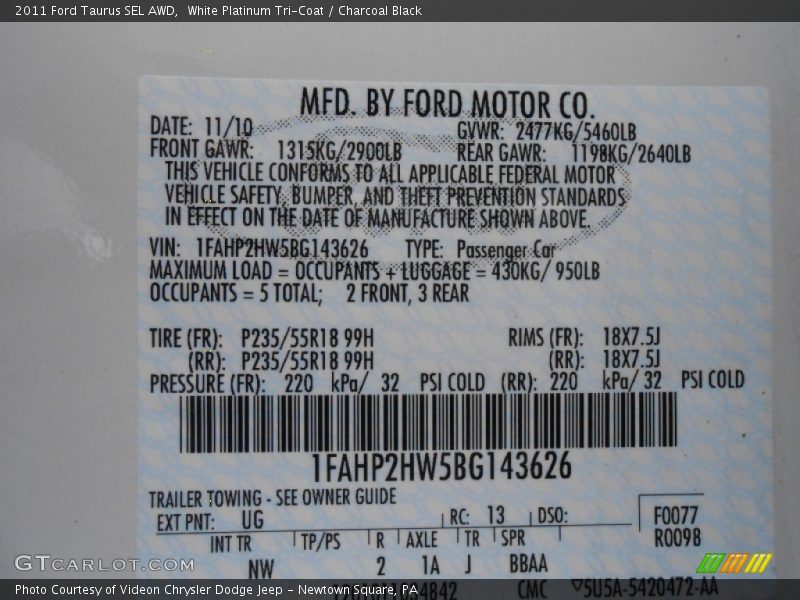 2011 Ford Taurus SEL AWD, White Platinum Tri-Coat / Charcoal Black
MFD. BY FORD MOTOR CO.
DATE: 11/10 GVWR: 2477KG/5460LB
FRONT GAWR: 1315KG/2900LB REAR GAWR: 1198KG/2640LB
THIS VEHICLE CONFORMS TO ALL APPLICABLE FEDERAL MOTOR
VEHICLE SAFETY, BUMPER, AND THEFT PREVENTION STANDARDS
IN EFFECT ON THE DATE OF MANUFACTURE SHOWN ABOVE.
VIN: 1FAHP2HW5BG143626 TYPE: Passenger Car
MAXIMUM LOAD = OCCUPANTS + LUGGAGE = 430KG/ 950LB
OCCUPANTS = 5 TOTAL; 2 FRONT, 3 REAR
TIRE (FR): P235/55R18 99H RIMS (FR): 18X7.5J
(RR): P235/55R18 99H (RR): 18X7.5J
PRESSURE (FR): 220 kPa/ 32 PSI COLD (RR): 220 kPa/ 32 PSI COLD
1FAHP2HW5BG143626
TRAILER TOWING - SEE OWNER GUIDE
EXT PNT: UG RC: 13 DSO: F0077
R0098
INT TR TP/PS R AXLE TR SPR
NW 2 1A J BBAA
GTcarlot.com
CMC 5U5A-5420472-AA
Photo Courtesy of Videon Chrysler Dodge Jeep - Newtown Square, PA